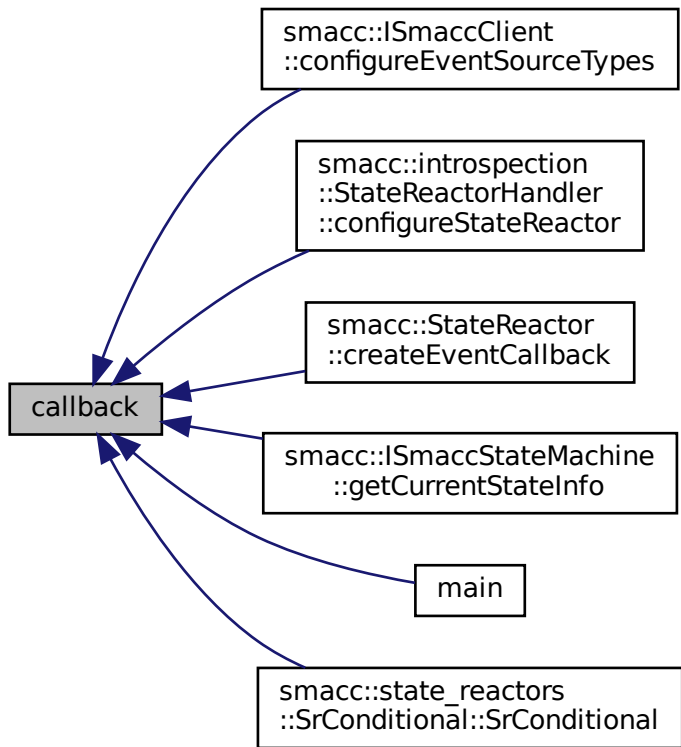 smacc::ISmaccClient
::configureEventSourceTypes
smacc::introspection
::StateReactorHandler
::configureStateReactor
smacc::StateReactor
::createEventCallback
callback
smacc::ISmaccStateMachine
::getCurrentStateInfo
main
smacc::state_reactors
::SrConditional::SrConditional